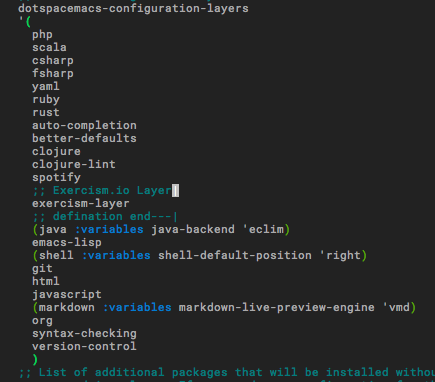 dotspacemacs-configuration-layers
'(
php
scala
csharp
fsharp
yaml
ruby
rust
auto-completion
better-defaults
clojure
clojure-lint
spotify
;; Exercism.io Layer|
exercism-layer
;; defination end---|
(java :variables java-backend 'eclim)
emacs-lisp
(shell :variables shell-default-position 'right)
git
html
javascript
(markdown :variables markdown-live-preview-engine 'vmd)
org
syntax-checking
version-control
)
;; List of additional packages that will be installed withou